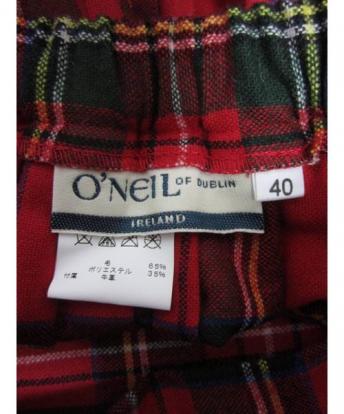 O'NEIL OF DUBLIN
40
IRELAND
毛 65%
ポリエステル 35%
付属 牛革